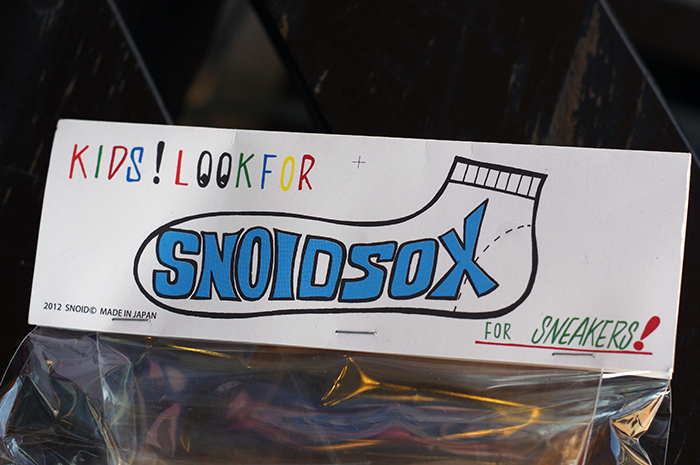 KIDS! LOOK FOR
SNOIDSOX
2012 SNOID© MADE IN JAPAN
FOR SNEAKERS!